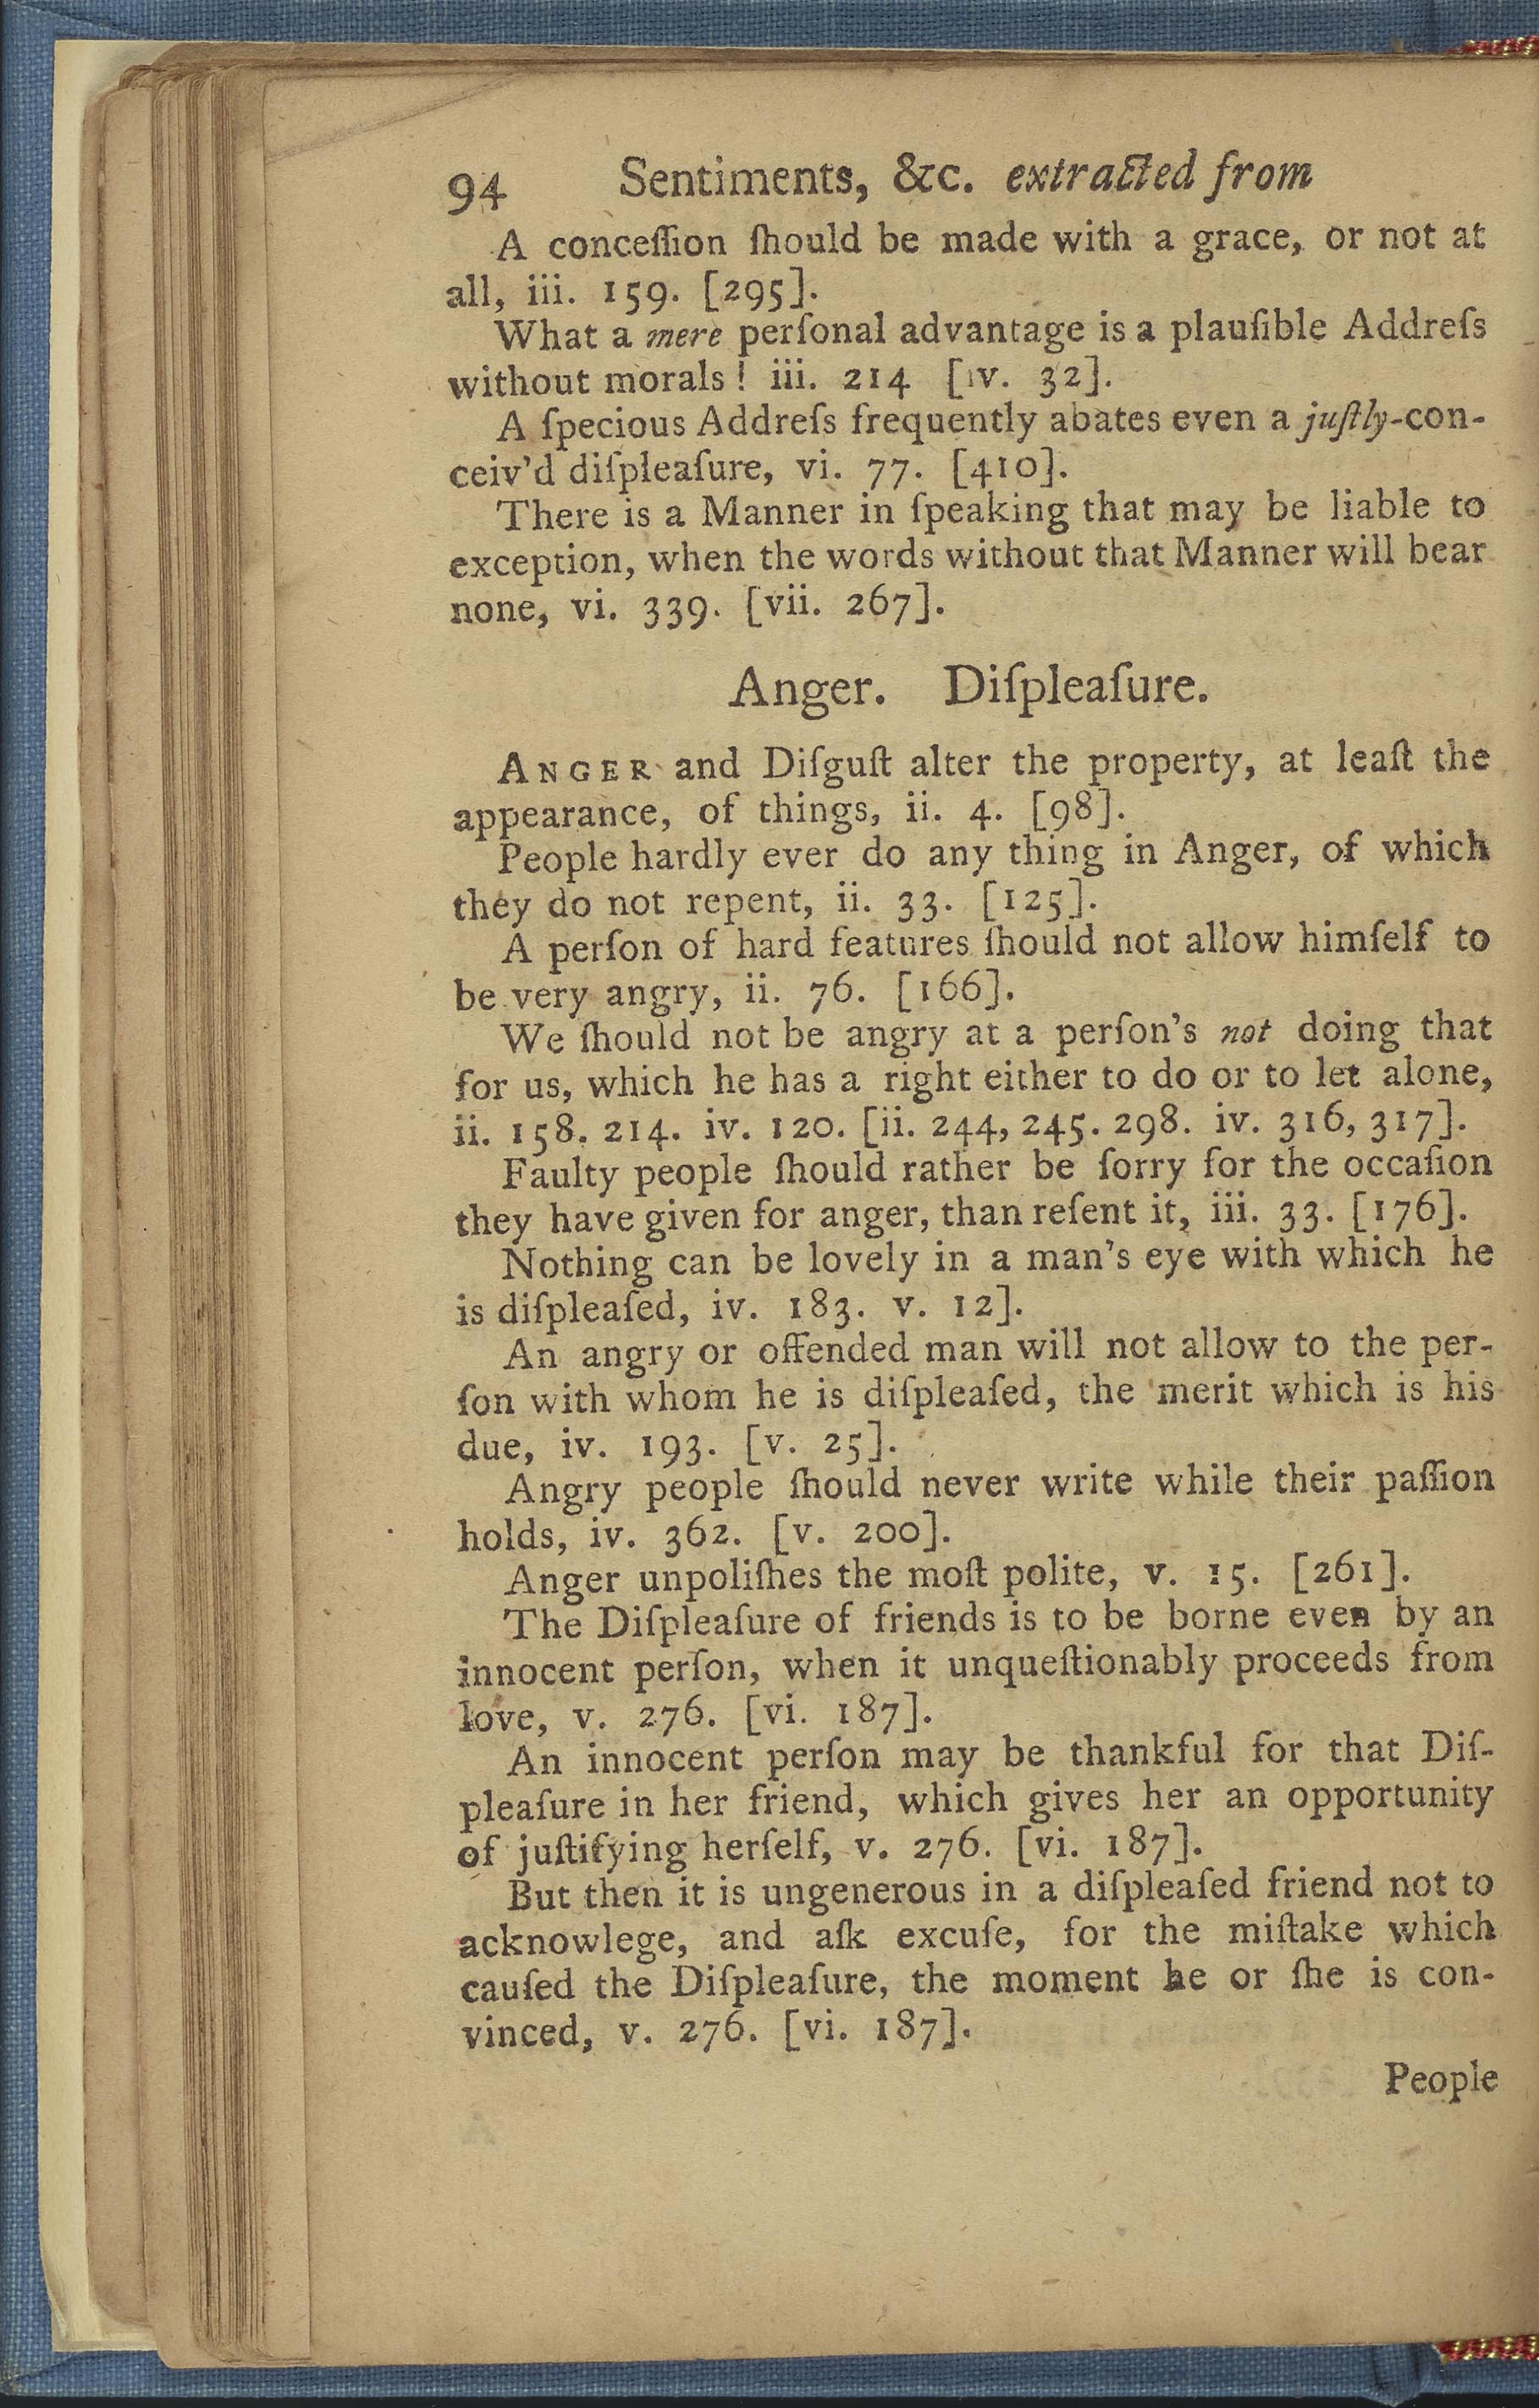 94 Sentiments, &c. extracted from
A conceſſion ſhould be made with a grace, or not at
all, iii. 159. [295].
What a mere perſonal advantage is a plauſible Addreſs
without morals! iii. 214 [iv. 32].
A ſpecious Addreſs frequently abates even a juſtly-con-
ceiv'd diſpleaſure, vi. 77. [410].
There is a Manner in ſpeaking that may be liable to
exception, when the words without that Manner will bear
none, vi. 339. [vii. 267].
Anger. Diſpleaſure.
ANGER and Diſguſt alter the property, at leaſt the
appearance, of things, ii. 4. [98].
People hardly ever do any thing in Anger, of which
they do not repent, ii. 33. [125].
A perſon of hard features ſhould not allow himſelf to
be very angry, ii. 76. [166].
We ſhould not be angry at a perſon's not doing that
for us, which he has a right either to do or to let alone,
ii. 158. 214. iv. 120. [ii. 244, 245. 298. iv. 316, 317].
Faulty people ſhould rather be ſorry for the occaſion
they have given for anger, than reſent it, iii. 33. [176].
Nothing can be lovely in a man's eye with which he
is diſpleaſed, iv. 183. v. 12].
An angry or offended man will not allow to the per-
ſon with whom he is diſpleaſed, the merit which is his
due, iv. 193. [v. 25].
Angry people ſhould never write while their paſſion
holds, iv. 362. [v. 200].
Anger unpoliſhes the moſt polite, v. 15. [261].
The Diſpleaſure of friends is to be borne even by an
innocent perſon, when it unqueſtionably proceeds from
love, v. 276. [vi. 187].
An innocent perſon may be thankful for that Diſ-
pleaſure in her friend, which gives her an opportunity
of juſtifying herſelf, v. 276. [vi. 187].
But then it is ungenerous in a diſpleaſed friend not to
acknowlege, and aſk excuſe, for the miſtake which
cauſed the Diſpleaſure, the moment he or ſhe is con-
vinced, v. 276. [vi. 187].
People